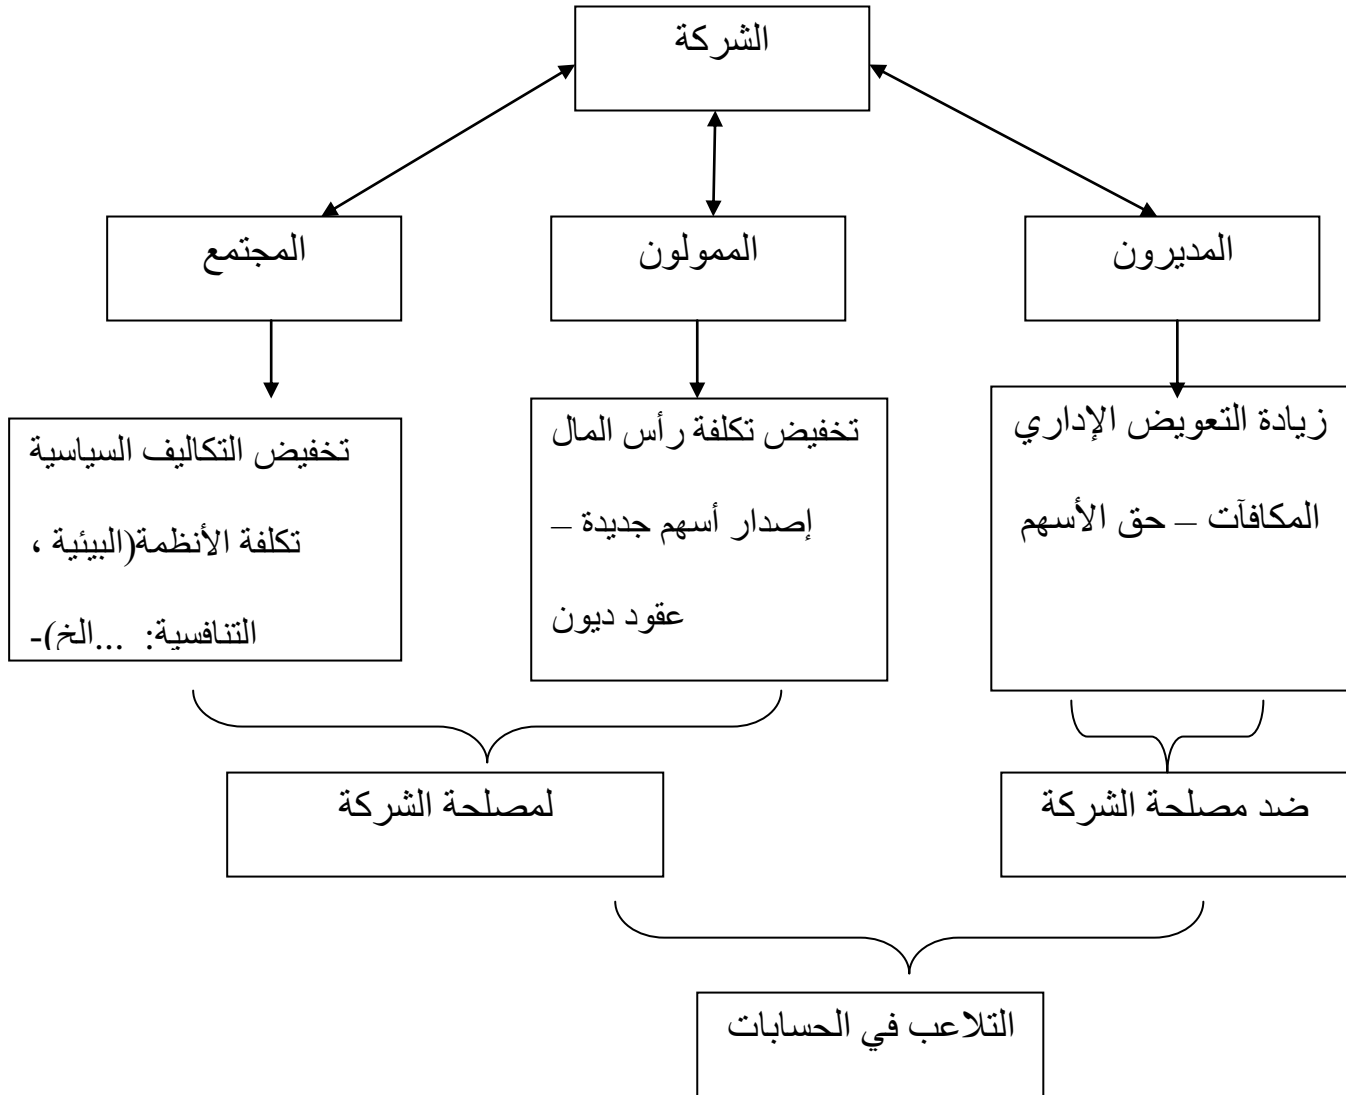 الشركة
المديرون
الممولون
المجتمع
زيادة التعويض الإداري
المكافآت – حق الأسهم
تخفيض تكلفة رأس المال
إصدار أسهم جديدة –
عقود ديون
تخفيض التكاليف السياسية
تكلفة الأنظمة(البيئية ،
التنافسية: ...الخ)-
ضد مصلحة الشركة
لمصلحة الشركة
التلاعب في الحسابات